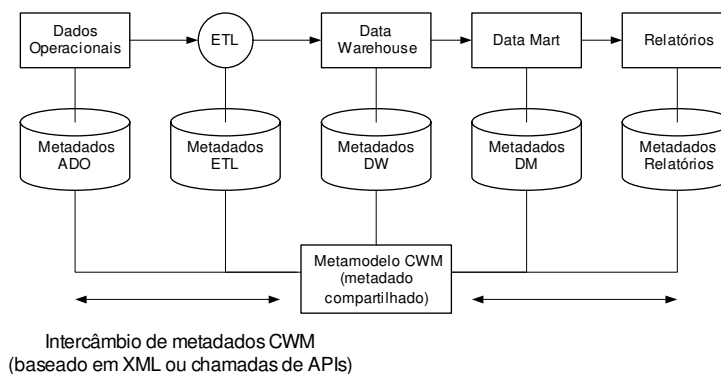 Dados
Operacionais
ETL
Data
Warehouse
Data Mart
Relatórios
Metadados
ADO
Metadados
ETL
Metadados
DW
Metadados
DM
Metadados
Relatórios
Metamodelo CWM
(metadado
compartilhado)
Intercâmbio de metadados CWM
(baseado em XML ou chamadas de APIs)